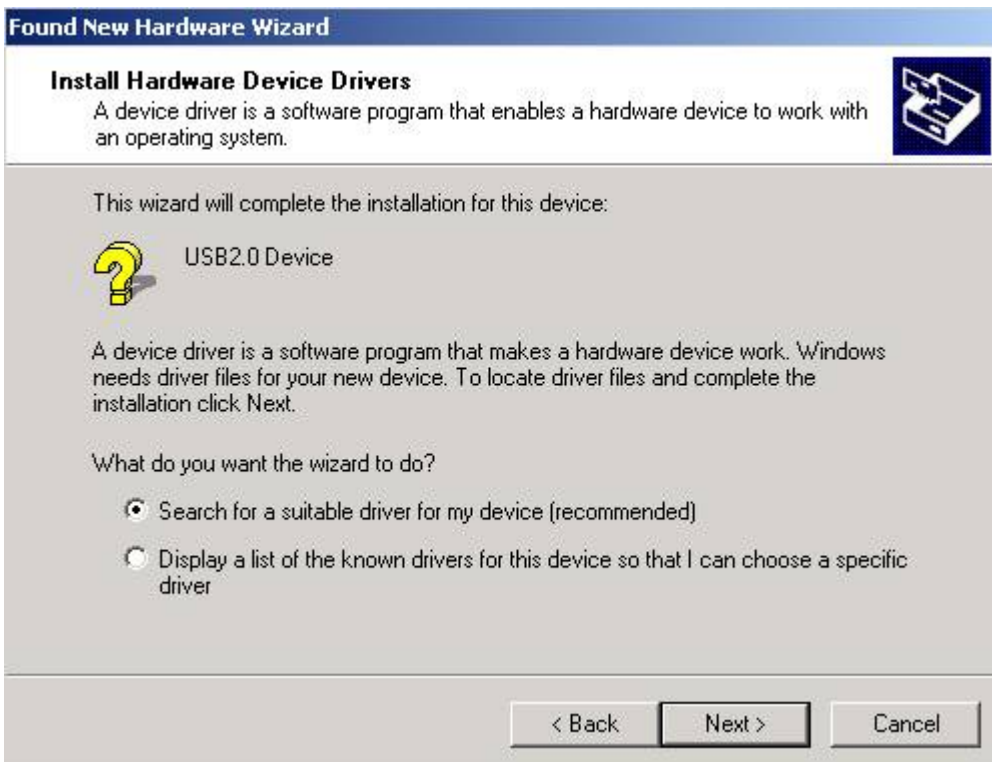 Found New Hardware Wizard
Install Hardware Device Drivers
A device driver is a software program that enables a hardware device to work with
an operating system.
This wizard will complete the installation for this device:
USB2.0 Device
A device driver is a software program that makes a hardware device work. Windows
needs driver files for your new device. To locate driver files and complete the
installation click Next.
What do you want the wizard to do?
Search for a suitable driver for my device (recommended)
Display a list of the known drivers for this device so that I can choose a specific
driver
< Back Next > Cancel